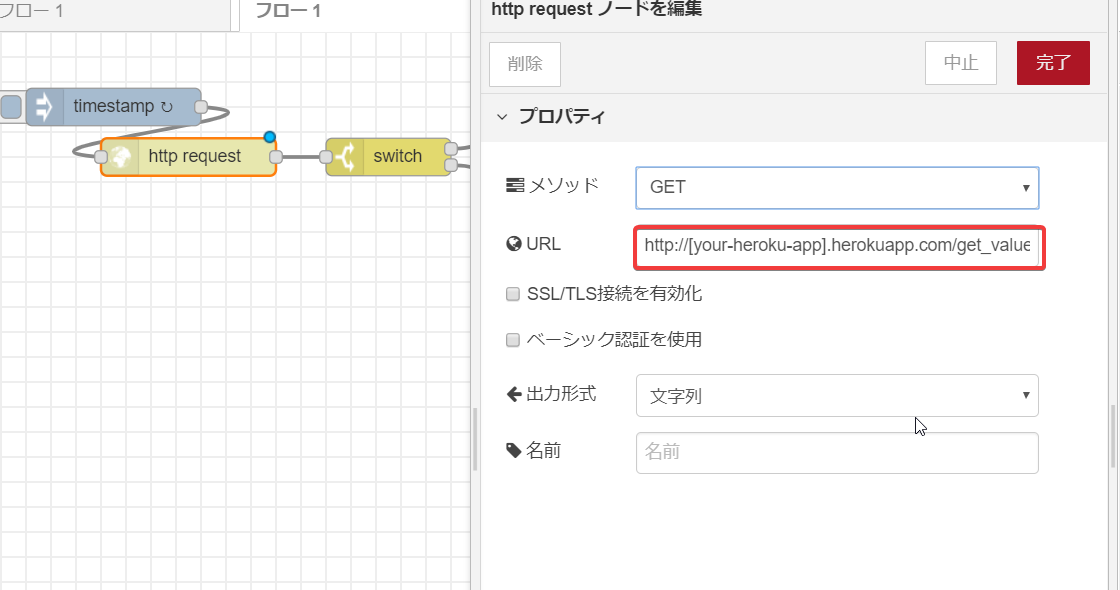 フロー 1
フロー 1
timestamp ↻
http request
switch
http request ノードを編集
削除
中止
完了
プロパティ
メソッド
GET
URL
http://[your-heroku-app].herokuapp.com/get_value
SSL/TLS接続を有効化
ベーシック認証を使用
出力形式
文字列
名前
名前